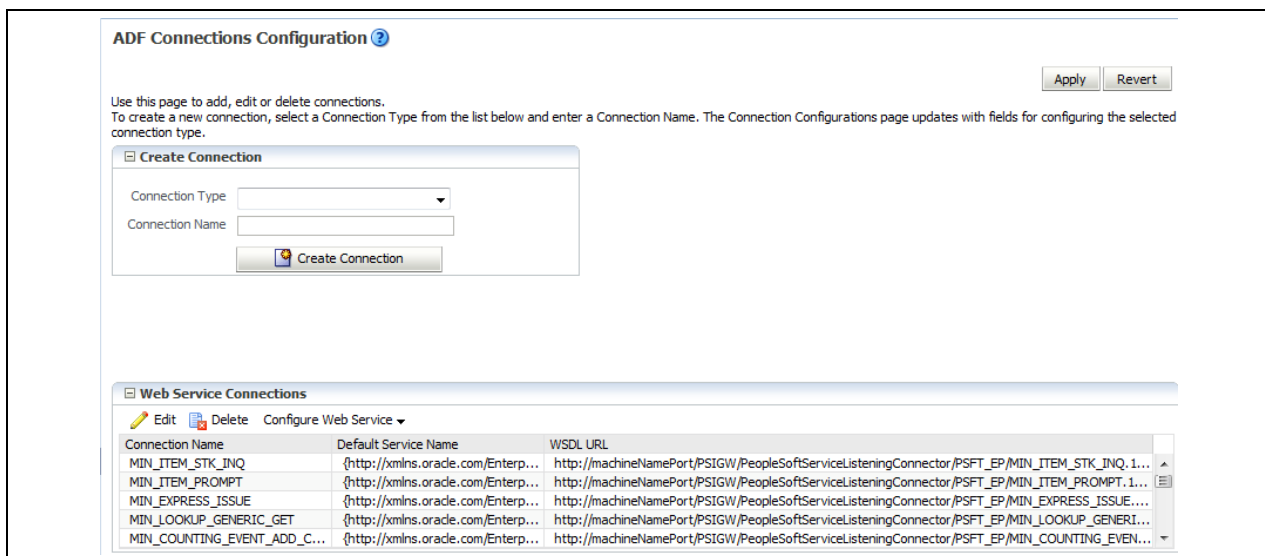 ADF Connections Configuration ?
Apply Revert
Use this page to add, edit or delete connections.
To create a new connection, select a Connection Type from the list below and enter a Connection Name. The Connection Configurations page updates with fields for configuring the selected
connection type.
Create Connection
Connection Type
Connection Name
Create Connection
Web Service Connections
Edit Delete Configure Web Service
Connection Name Default Service Name WSDL URL
MIN_ITEM_STK_INQ {http://xmlns.oracle.com/Enterp... http://machineNamePort/PSIGW/PeopleSoftServiceListeningConnector/PSFT_EP/MIN_ITEM_STK_INQ.1...
MIN_ITEM_PROMPT {http://xmlns.oracle.com/Enterp... http://machineNamePort/PSIGW/PeopleSoftServiceListeningConnector/PSFT_EP/MIN_ITEM_PROMPT.1...
MIN_EXPRESS_ISSUE {http://xmlns.oracle.com/Enterp... http://machineNamePort/PSIGW/PeopleSoftServiceListeningConnector/PSFT_EP/MIN_EXPRESS_ISSUE....
MIN_LOOKUP_GENERIC_GET {http://xmlns.oracle.com/Enterp... http://machineNamePort/PSIGW/PeopleSoftServiceListeningConnector/PSFT_EP/MIN_LOOKUP_GENERI...
MIN_COUNTING_EVENT_ADD_C... {http://xmlns.oracle.com/Enterp... http://machineNamePort/PSIGW/PeopleSoftServiceListeningConnector/PSFT_EP/MIN_COUNTING_EVEN...